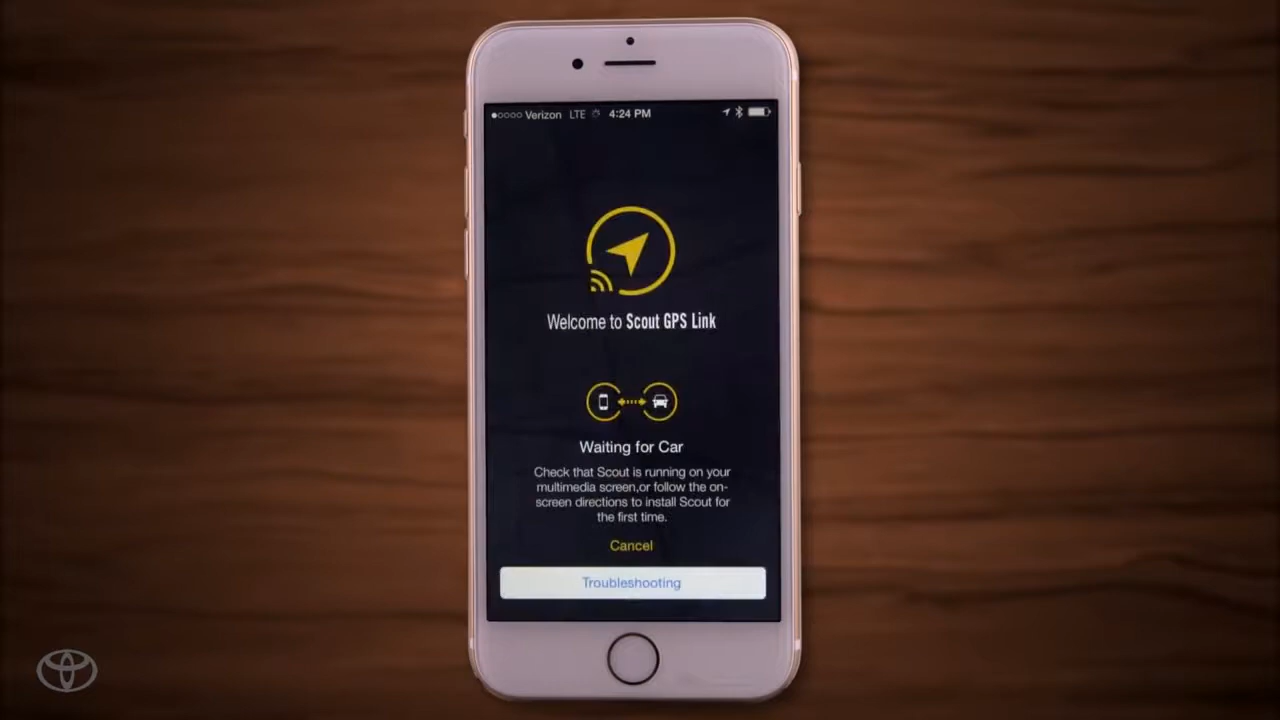 Verizon LTE 4:24 PM
Welcome to Scout GPS Link
Waiting for Car
Check that Scout is running on your
multimedia screen,or follow the on-
screen directions to install Scout for
the first time.
Cancel
Troubleshooting